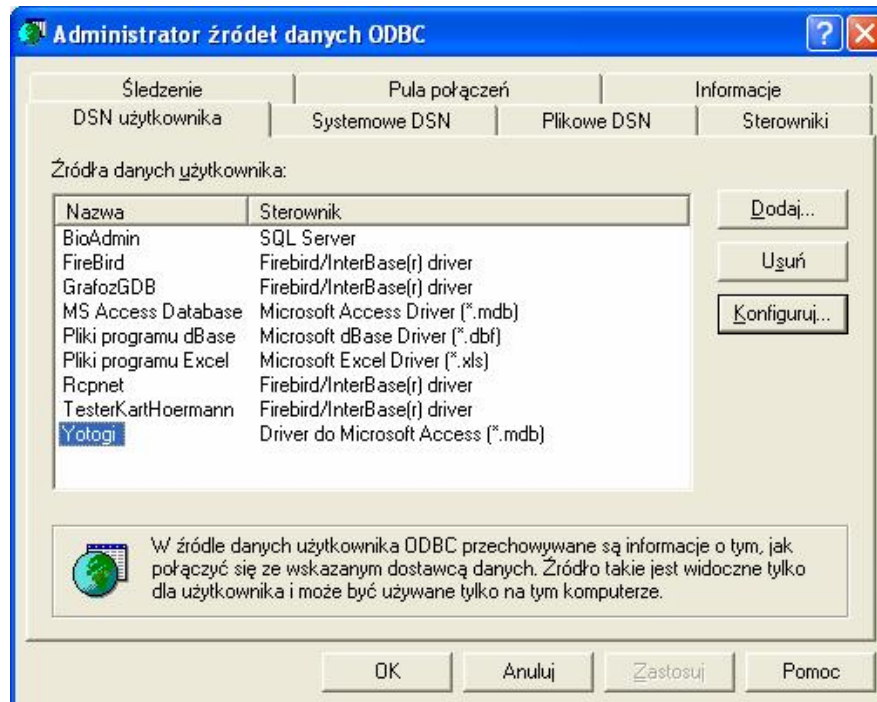 Administrator źródeł danych ODBC
Śledzenie Pula połączeń Informacje
DSN użytkownika Systemowe DSN Plikowe DSN Sterowniki
Źródła danych użytkownika:
Nazwa Sterownik
BioAdmin SQL Server
FireBird Firebird/InterBase(r) driver
GrafozGDB Firebird/InterBase(r) driver
MS Access Database Microsoft Access Driver (*.mdb)
Pliki programu dBase Microsoft dBase Driver (*.dbf)
Pliki programu Excel Microsoft Excel Driver (*.xls)
Rcpnet Firebird/InterBase(r) driver
TesterKartHoermann Firebird/InterBase(r) driver
Yotogi Driver do Microsoft Access (*.mdb)
Dodaj...
Usuń
Konfiguruj...
W źródle danych użytkownika ODBC przechowywane są informacje o tym, jak
połączyć się ze wskazanym dostawcą danych. Źródło takie jest widoczne tylko
dla użytkownika i może być używane tylko na tym komputerze.
OK Anuluj Zastosuj Pomoc